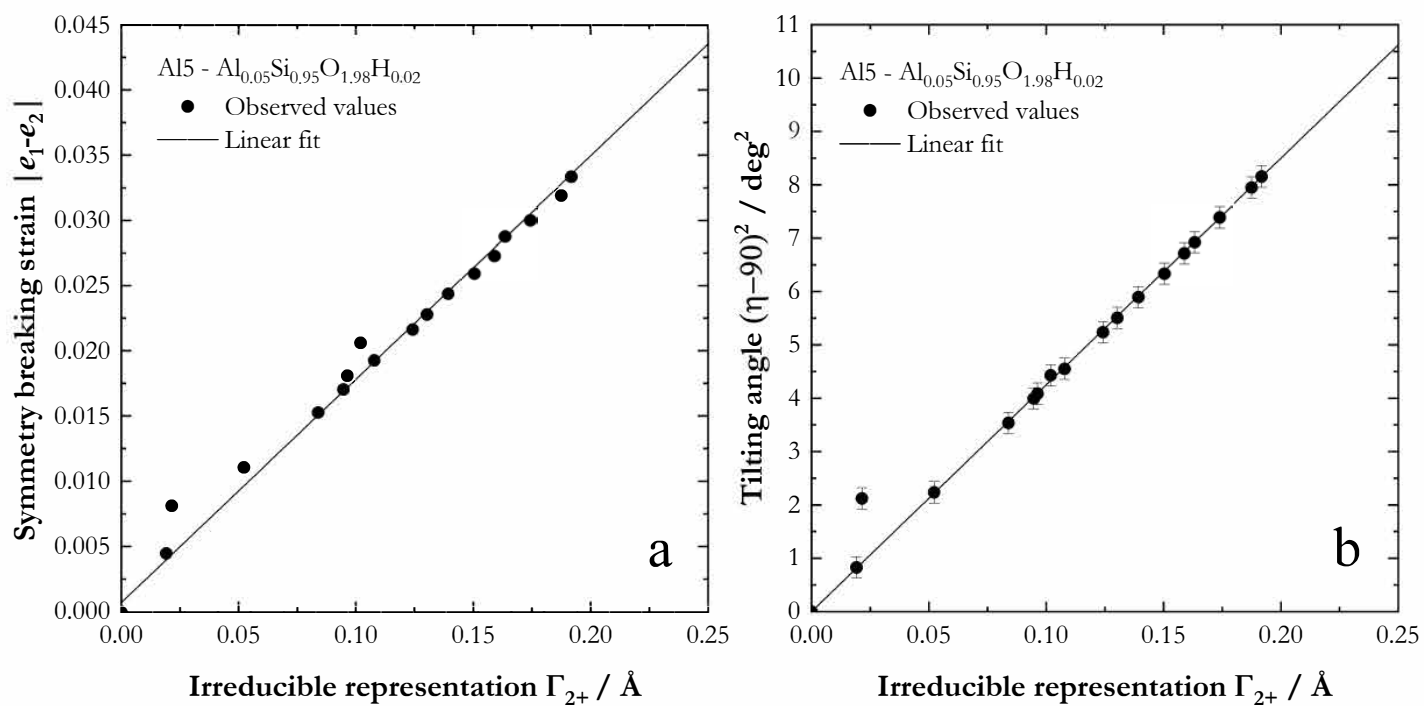 Symmetry breaking strain |e₁-e₂|
0.045
0.040
0.035
0.030
0.025
0.020
0.015
0.010
0.005
0.000
Al5 - Al₀.₀₅Si₀.₉₅O₁.₉₈H₀.₀₂
Observed values
Linear fit
a
0.00 0.05 0.10 0.15 0.20 0.25
Irreducible representation Γ₂₊ / Å
Tilting angle (η–90)² / deg²
11
10
9
8
7
6
5
4
3
2
1
0
Al5 - Al₀.₀₅Si₀.₉₅O₁.₉₈H₀.₀₂
Observed values
Linear fit
b
0.00 0.05 0.10 0.15 0.20 0.25
Irreducible representation Γ₂₊ / Å